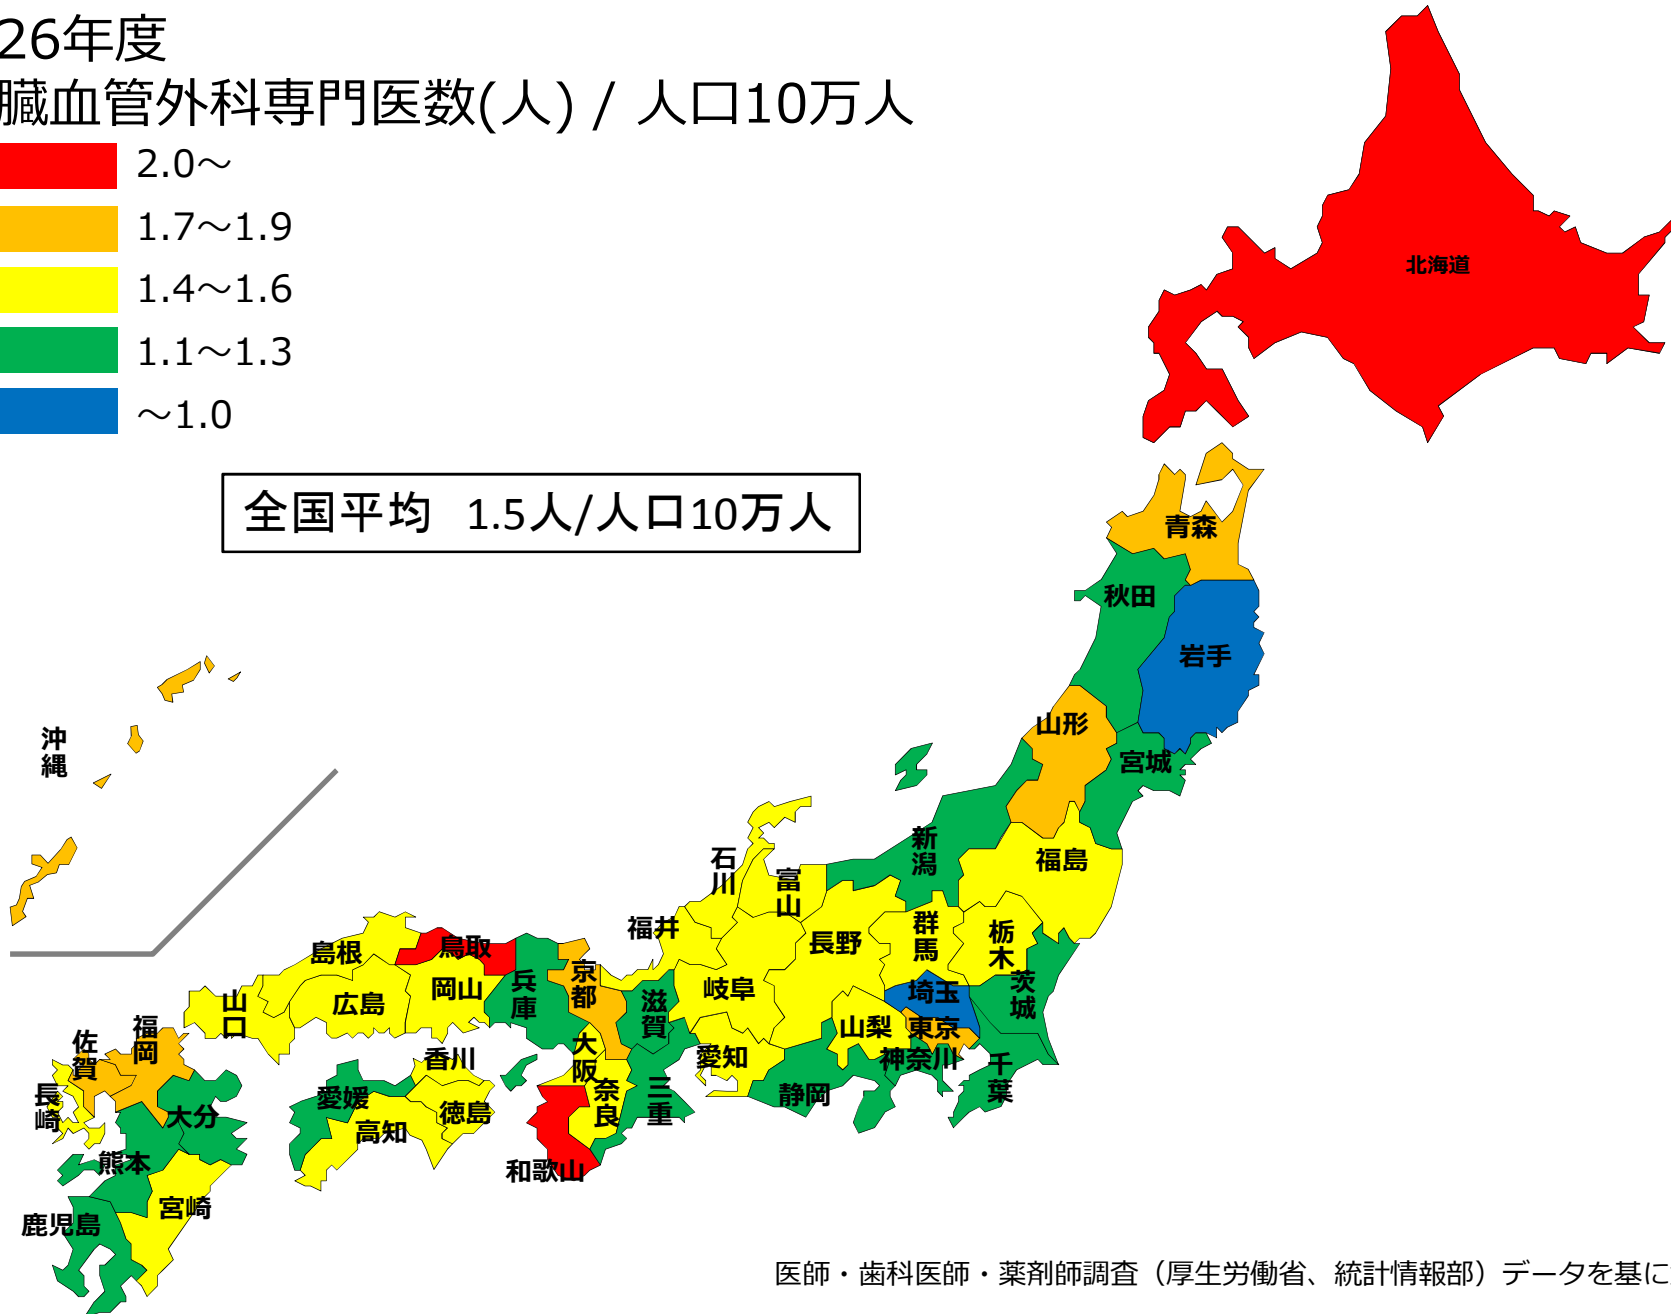 26年度
臓血管外科専門医数(人) / 人口10万人
2.0～
1.7～1.9
1.4～1.6
1.1～1.3
～1.0
全国平均 1.5人/人口10万人
北海道
青森
秋田
岩手
山形
宮城
福島
新潟
沖縄
石川
富山
福井
長野
群馬
栃木
茨城
島根
鳥取
兵庫
京都
滋賀
岐阜
埼玉
山口
広島
岡山
山梨
東京
佐賀
福岡
香川
大阪
愛知
神奈川
千葉
長崎
大分
愛媛
徳島
奈良
三重
静岡
高知
熊本
和歌山
宮崎
鹿児島
医師・歯科医師・薬剤師調査（厚生労働省、統計情報部）データを基に